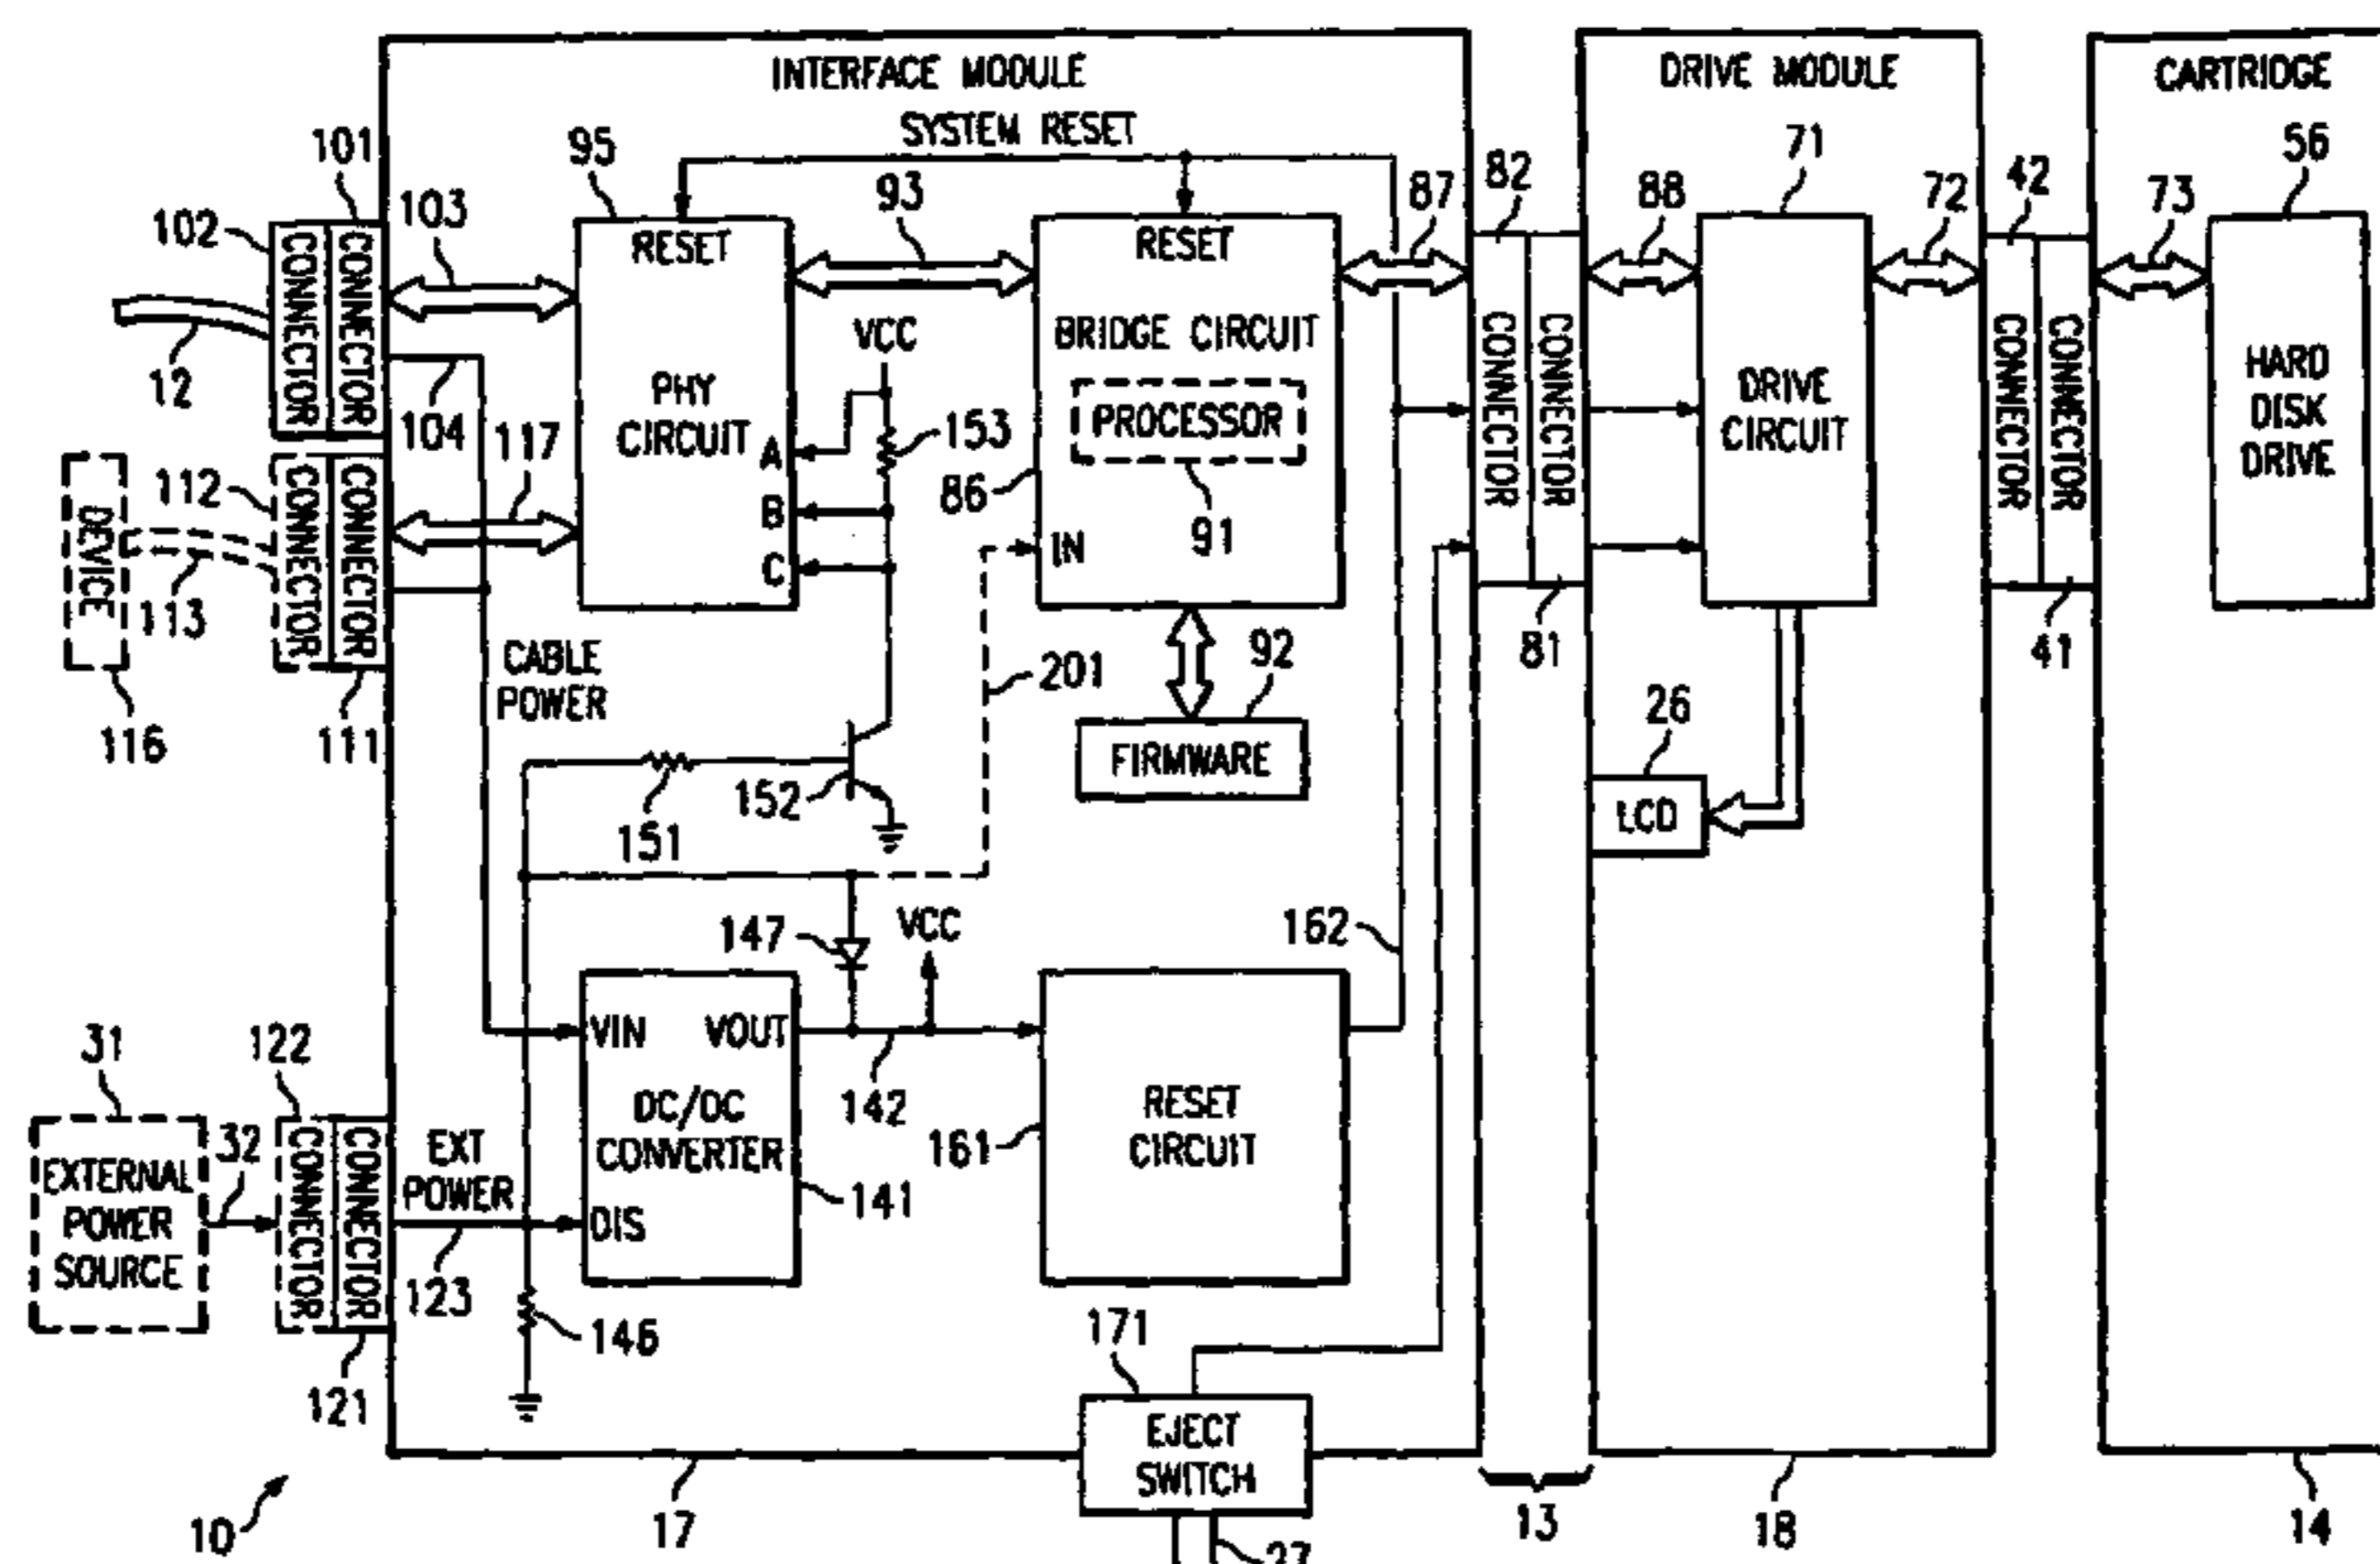 INTERFACE MODULE
SYSTEM RESET
DRIVE MODULE
CARTRIDGE
101
95
93
87
82
88
71
72
42
73
56
102
103
CONNECTOR
CONNECTOR
RESET
RESET
12
104
117
PHY
CIRCUIT
VCC
A
B
C
153
BRIDGE CIRCUIT
PROCESSOR
86
91
IN
CONNECTOR
CONNECTOR
DRIVE
CIRCUIT
CONNECTOR
CONNECTOR
HARD
DISK
DRIVE
DEVICE
112
113
CONNECTOR
CONNECTOR
116
111
CABLE
POWER
201
92
FIRMWARE
81
41
26
LCD
151
152
147
VCC
162
31
122
VIN
VOUT
142
DC/DC
CONVERTER
141
DIS
161
RESET
CIRCUIT
EXTERNAL
POWER
SOURCE
32
CONNECTOR
CONNECTOR
EXT
POWER
123
146
121
171
EJECT
SWITCH
10
17
13
18
14